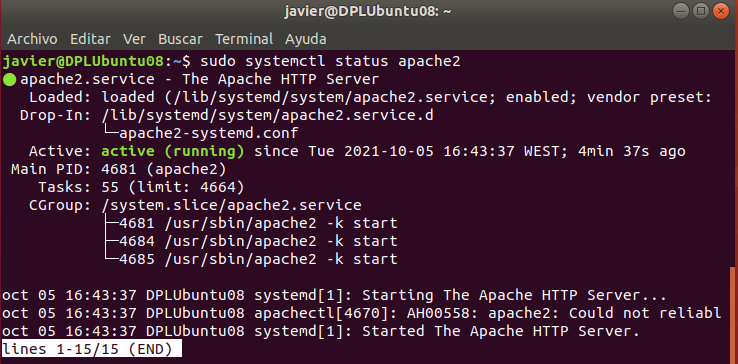 javier@DPLUbuntu08: ~
Archivo Editar Ver Buscar Terminal Ayuda
javier@DPLUbuntu08:~$ sudo systemctl status apache2
● apache2.service - The Apache HTTP Server
   Loaded: loaded (/lib/systemd/system/apache2.service; enabled; vendor preset:
  Drop-In: /lib/systemd/system/apache2.service.d
           └─apache2-systemd.conf
   Active: active (running) since Tue 2021-10-05 16:43:37 WEST; 4min 37s ago
 Main PID: 4681 (apache2)
    Tasks: 55 (limit: 4664)
   CGroup: /system.slice/apache2.service
           ├─4681 /usr/sbin/apache2 -k start
           ├─4684 /usr/sbin/apache2 -k start
           └─4685 /usr/sbin/apache2 -k start
oct 05 16:43:37 DPLUbuntu08 systemd[1]: Starting The Apache HTTP Server...
oct 05 16:43:37 DPLUbuntu08 apachectl[4670]: AH00558: apache2: Could not reliabl
oct 05 16:43:37 DPLUbuntu08 systemd[1]: Started The Apache HTTP Server.
lines 1-15/15 (END)